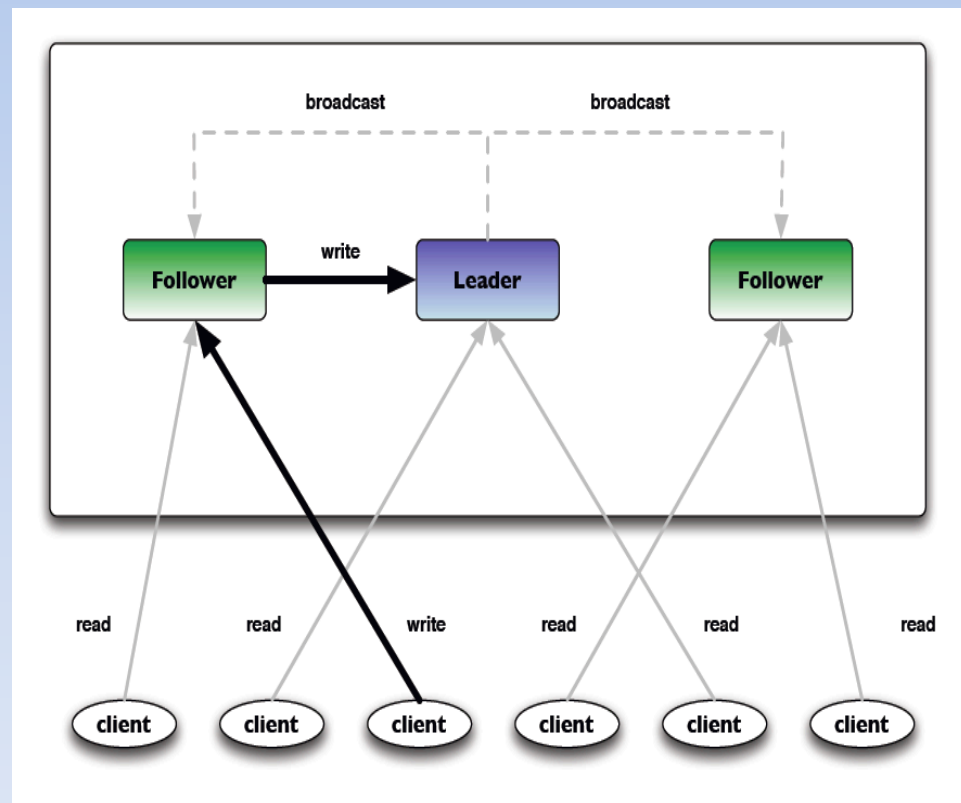 broadcast broadcast
write
Follower Leader Follower
read read write read read read
client client client client client client